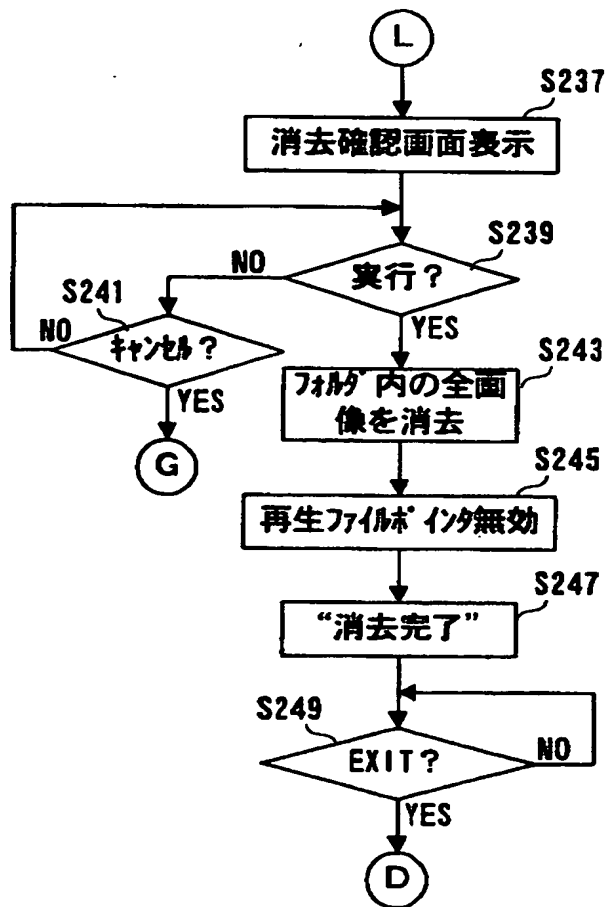 L
S237
消去確認画面表示
S239
NO
実行？
S241
NO
キャンセル？
YES
YES
S243
フォルダ内の全画
像を消去
G
S245
再生ファイルポインタ無効
S247
“消去完了”
S249
EXIT？
NO
YES
D